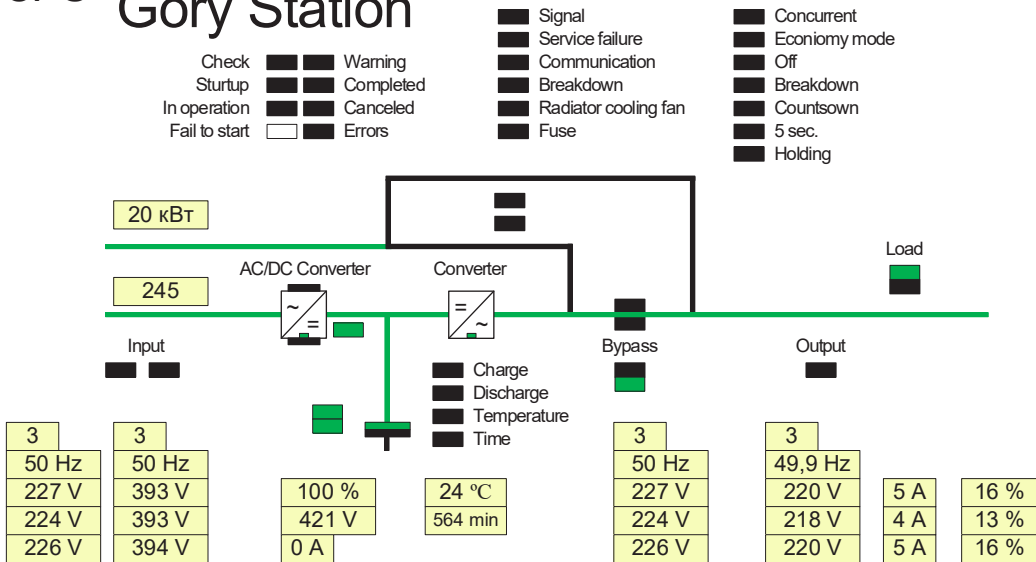 Gory Station
Signal
Service failure
Communication
Breakdown
Radiator cooling fan
Fuse
Concurrent
Econiomy mode
Off
Breakdown
Countsown
5 sec.
Holding
Check Warning
Sturtup Completed
In operation Canceled
Fail to start Errors
20 кВт
Load
AC/DC Converter Converter
245
~
=
=
~
Input Bypass Output
Charge
Discharge
Temperature
Time
3 3 3 3
50 Hz 50 Hz 50 Hz 49,9 Hz
227 V 393 V 100 % 24 ºC 227 V 220 V 5 A 16 %
224 V 393 V 421 V 564 min 224 V 218 V 4 A 13 %
226 V 394 V 0 A 226 V 220 V 5 A 16 %